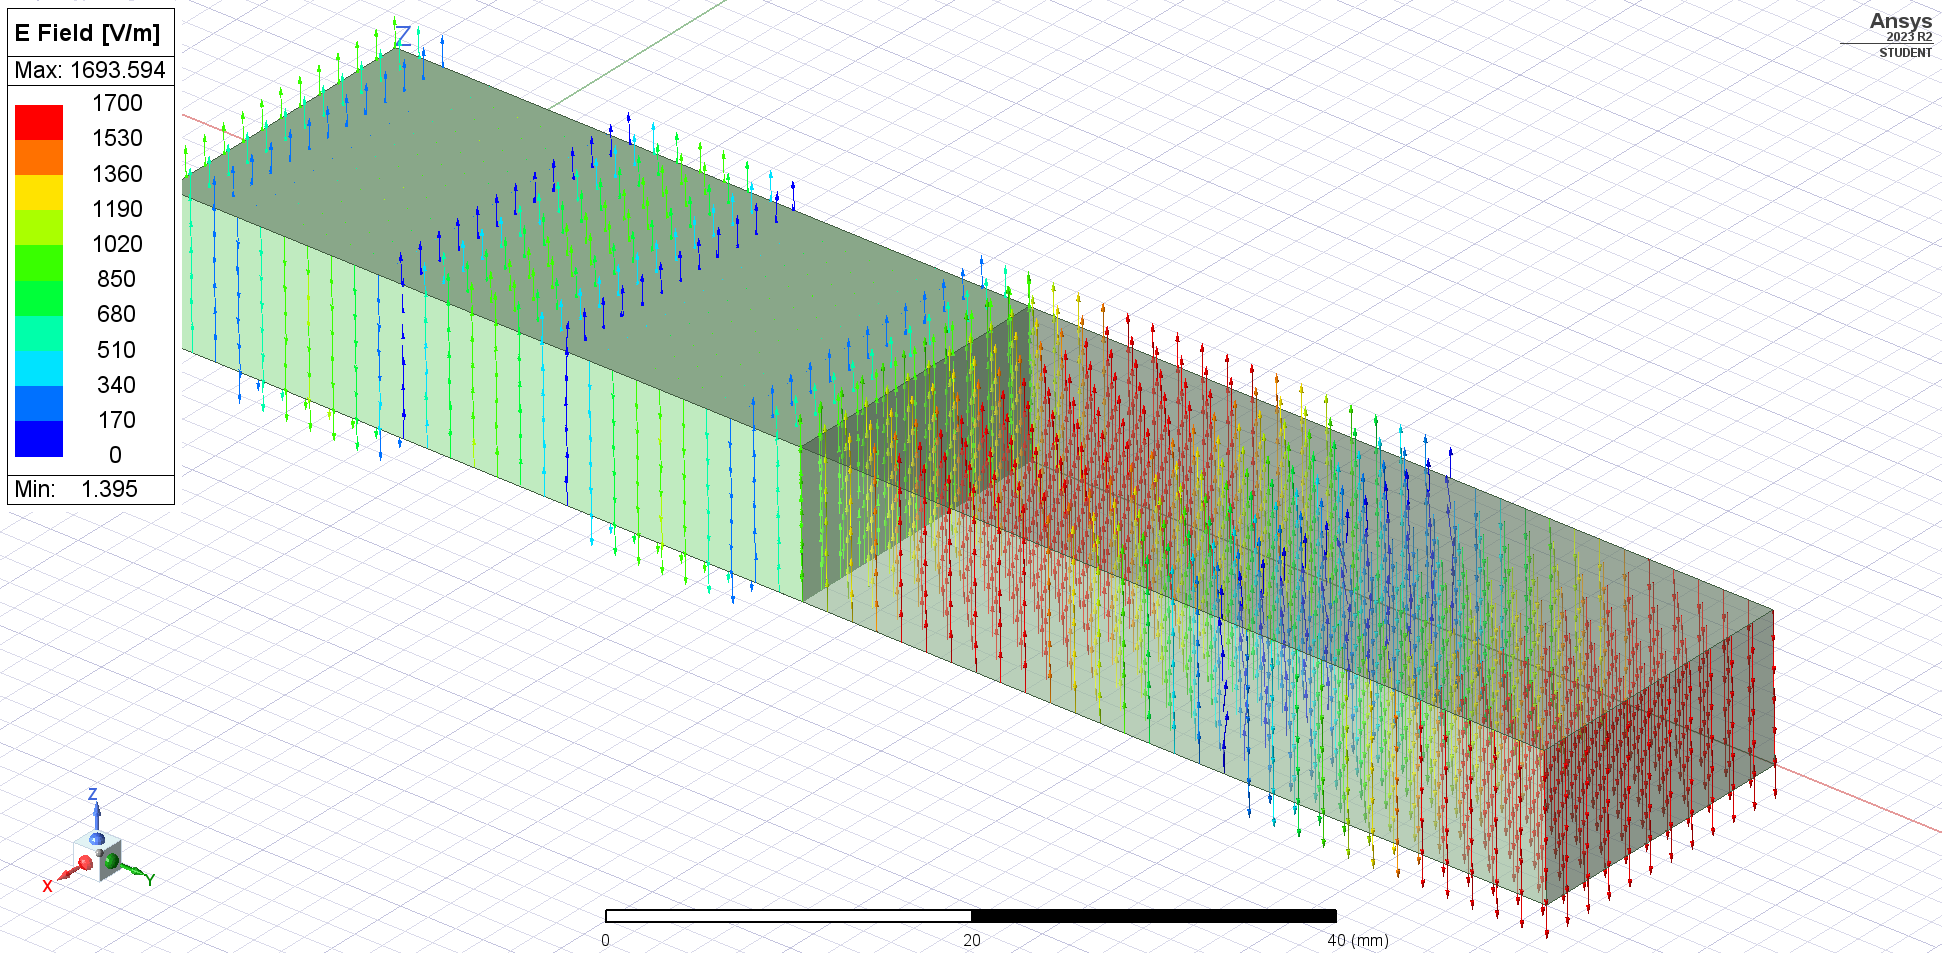 E Field [V/m]
Max: 1693.594
1700
1530
1360
1190
1020
850
680
510
340
170
0
Min: 1.395
Z
Ansys
2023 R2
STUDENT
Z
X
Y
0
20
40 (mm)